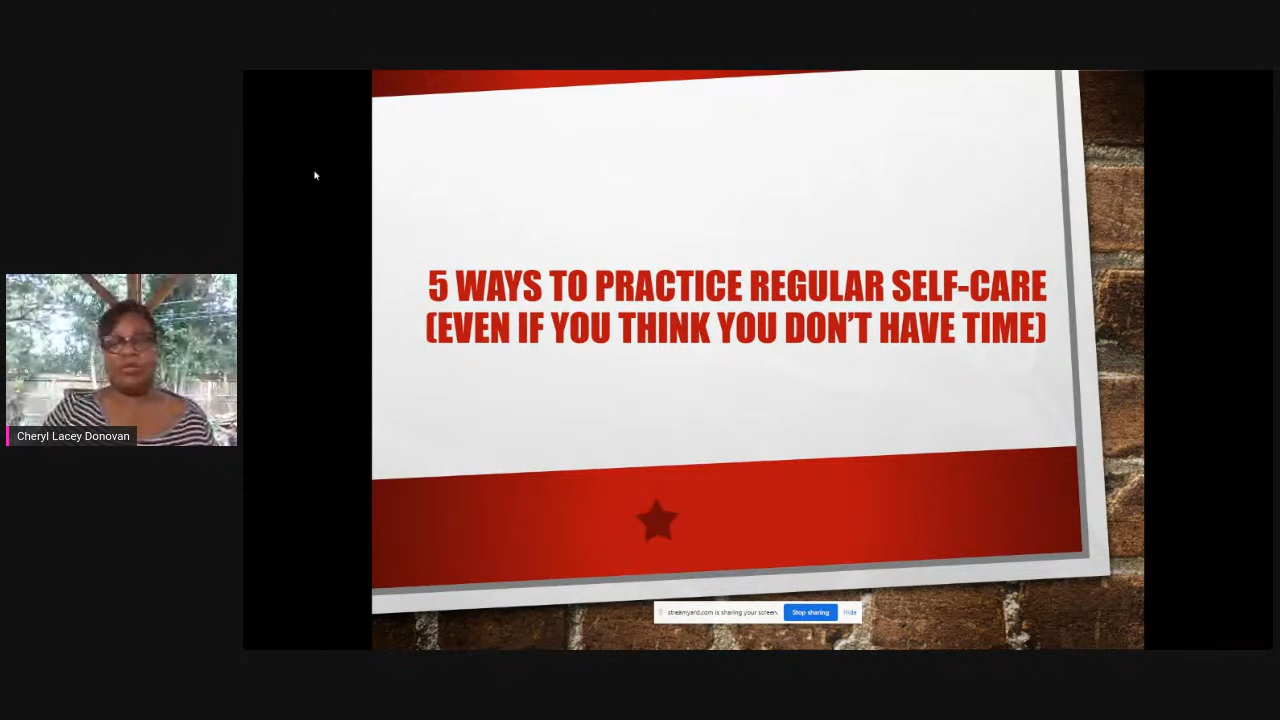 5 WAYS TO PRACTICE REGULAR SELF-CARE
(EVEN IF YOU THINK YOU DON'T HAVE TIME)
Cheryl Lacey Donovan
streamyard.com is sharing your screen. Stop sharing Hide